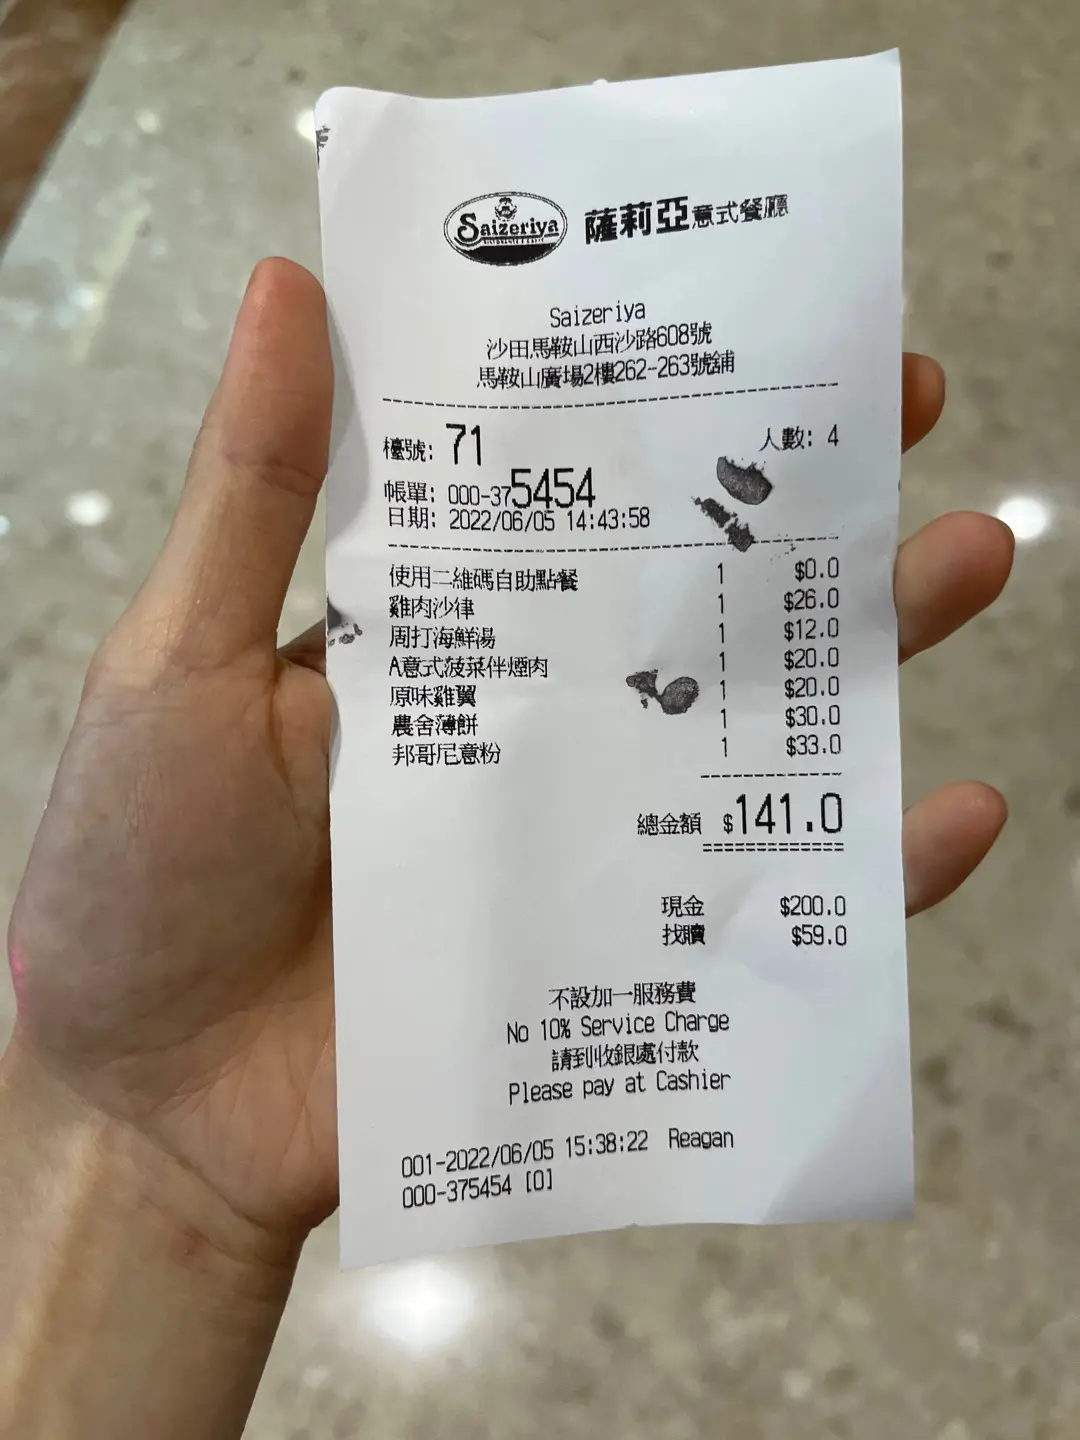 Saizeriya 薩莉亞意式餐廳
Saizeriya
沙田馬鞍山西沙路608號
馬鞍山廣場2樓262-263號舖
檯號: 71 人數: 4
帳單: 000-375454
日期: 2022/06/05 14:43:58
使用二維碼自助點餐 1 $0.0
雞肉沙律 1 $26.0
周打海鮮湯 1 $12.0
A意式菠菜伴煙肉 1 $20.0
原味雞翼 1 $20.0
農舍薄餅 1 $30.0
邦哥尼意粉 1 $33.0
總金額 $141.0
現金 $200.0
找贖 $59.0
不設加一服務費
No 10% Service Charge
請到收銀處付款
Please pay at Cashier
001-2022/06/05 15:38:22 Reagan
000-375454 [0]